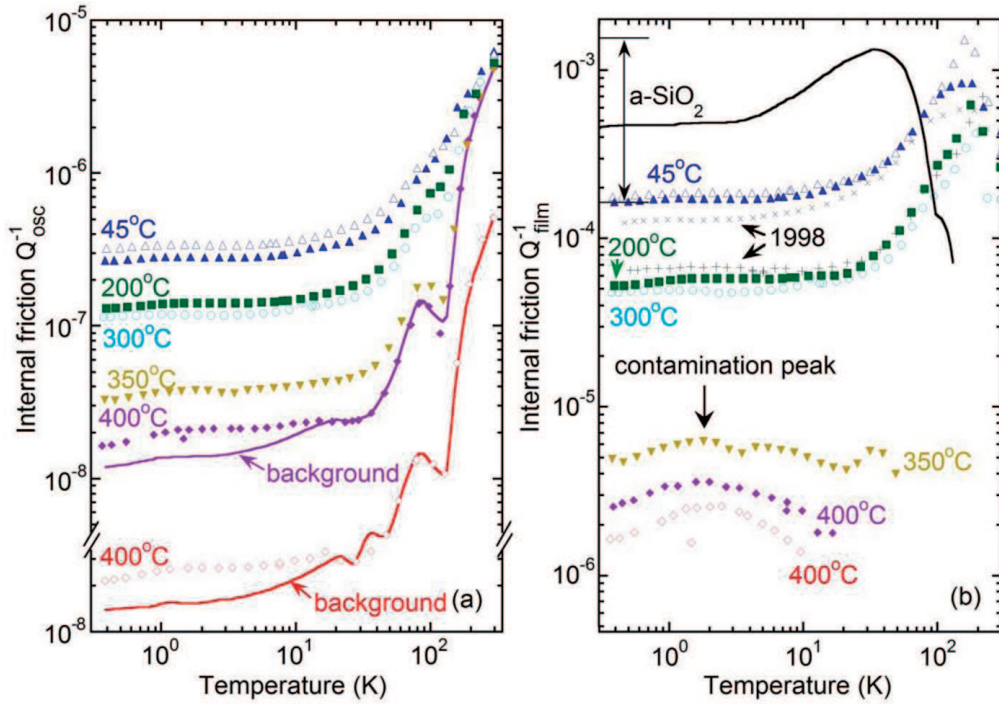 10⁻⁵
10⁻⁶
10⁻⁷
10⁻⁸
10⁻⁸
Internal friction Q⁻¹osc
45°C
200°C
300°C
350°C
400°C
background
400°C
background
(a)
10⁰ 10¹ 10²
Temperature (K)
10⁻³
10⁻⁴
10⁻⁵
10⁻⁶
Internal friction Q⁻¹film
a-SiO₂
45°C
1998
200°C
300°C
contamination peak
350°C
400°C
400°C
(b)
10⁰ 10¹ 10²
Temperature (K)